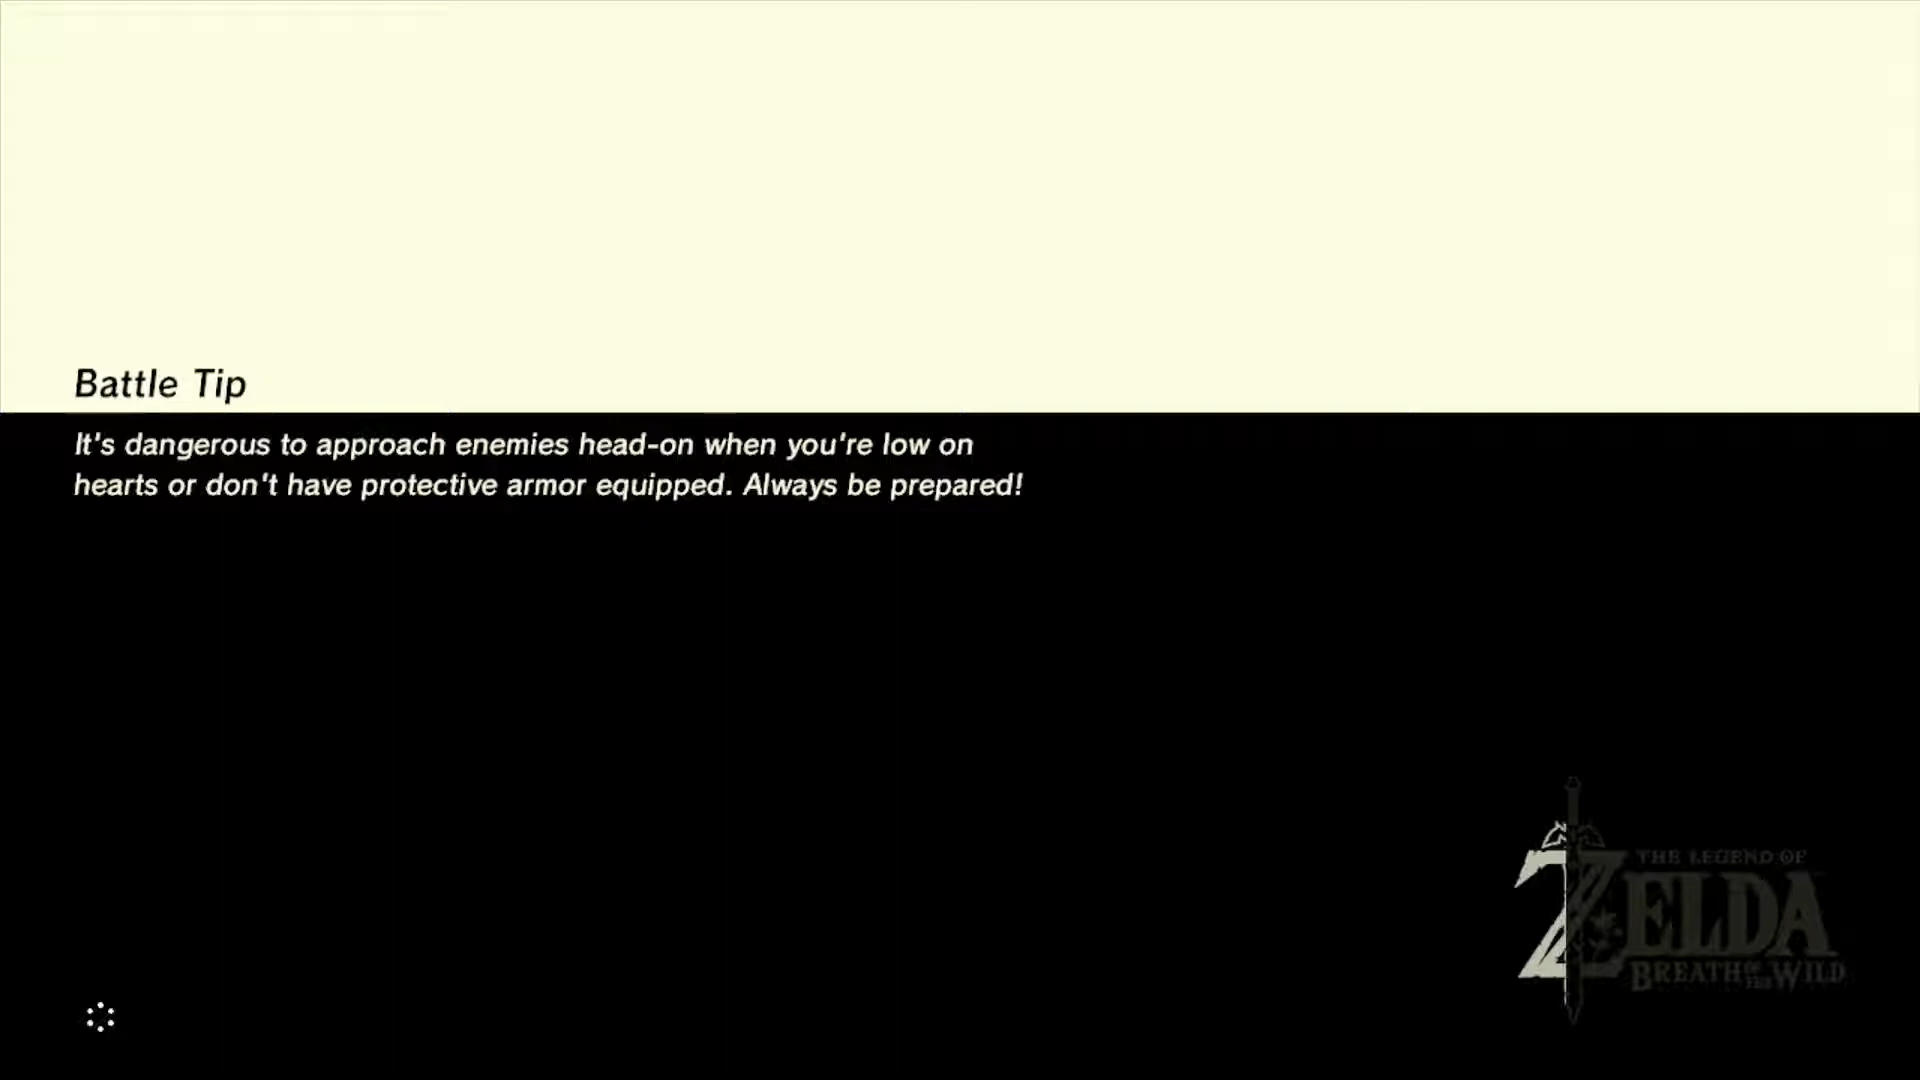 Battle Tip
It's dangerous to approach enemies head-on when you're low on
hearts or don't have protective armor equipped. Always be prepared!
THE LEGEND OF
ZELDA
BREATH OF THE WILD